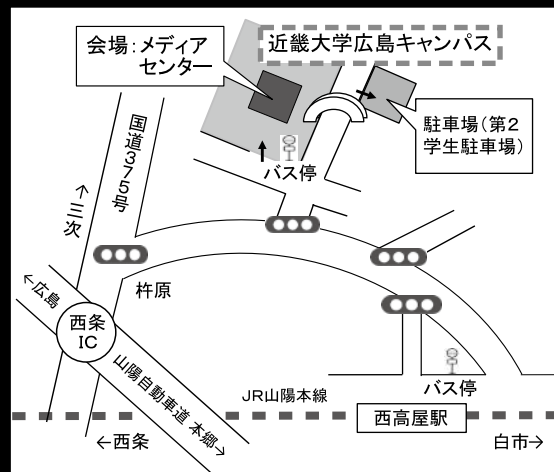 近畿大学広島キャンパス
会場：メディア
センター
駐車場（第２
学生駐車場）
国道３７５号
←三次
バス停
杵原
←広島
西条
IC
山陽自動車道 本郷→
JR山陽本線
バス停
西高屋駅
←西条
白市→